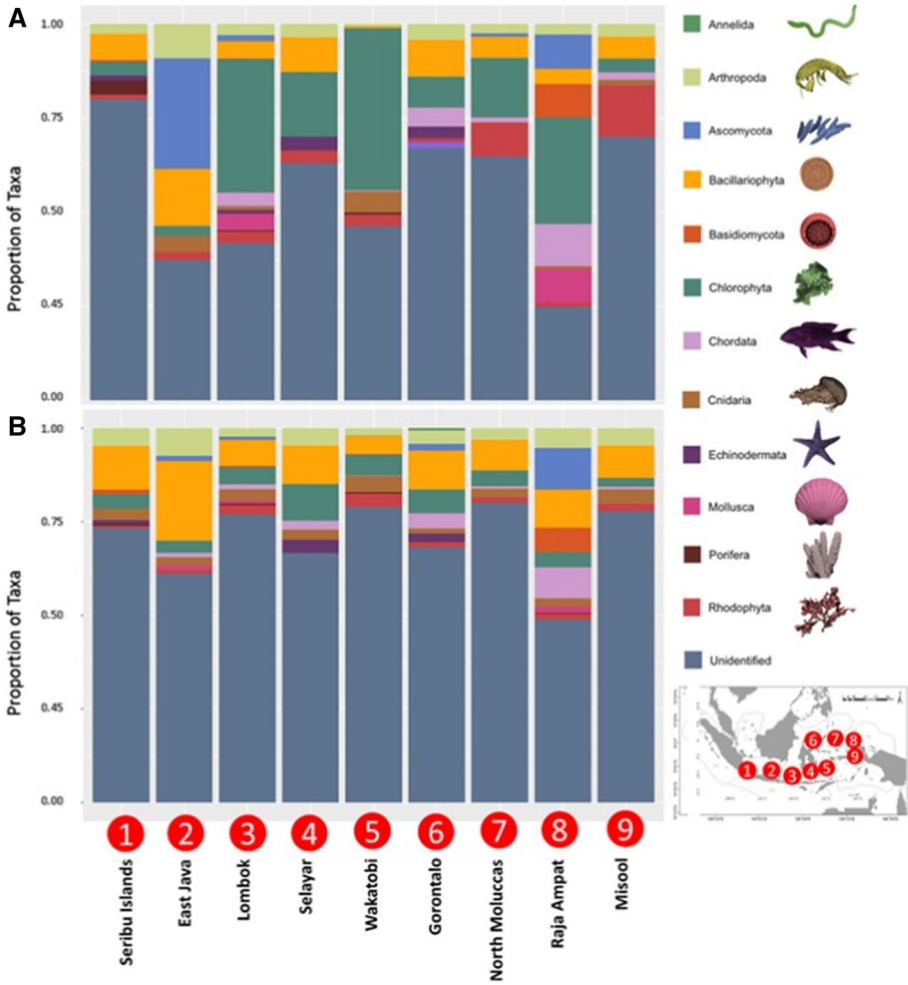 A
Proportion of Taxa
1.00
0.75
0.50
0.45
0.00
B
Proportion of Taxa
1.00
0.75
0.50
0.45
0.00
1
2
3
4
5
6
7
8
9
Seribu Islands
East Java
Lombok
Selayar
Wakatobi
Gorontalo
North Moluccas
Raja Ampat
Misool
Annelida
Arthropoda
Ascomycota
Bacillariophyta
Basidiomycota
Chlorophyta
Chordata
Cnidaria
Echinodermata
Mollusca
Porifera
Rhodophyta
Unidentified
6
7
8
9
1
2
3
4
5